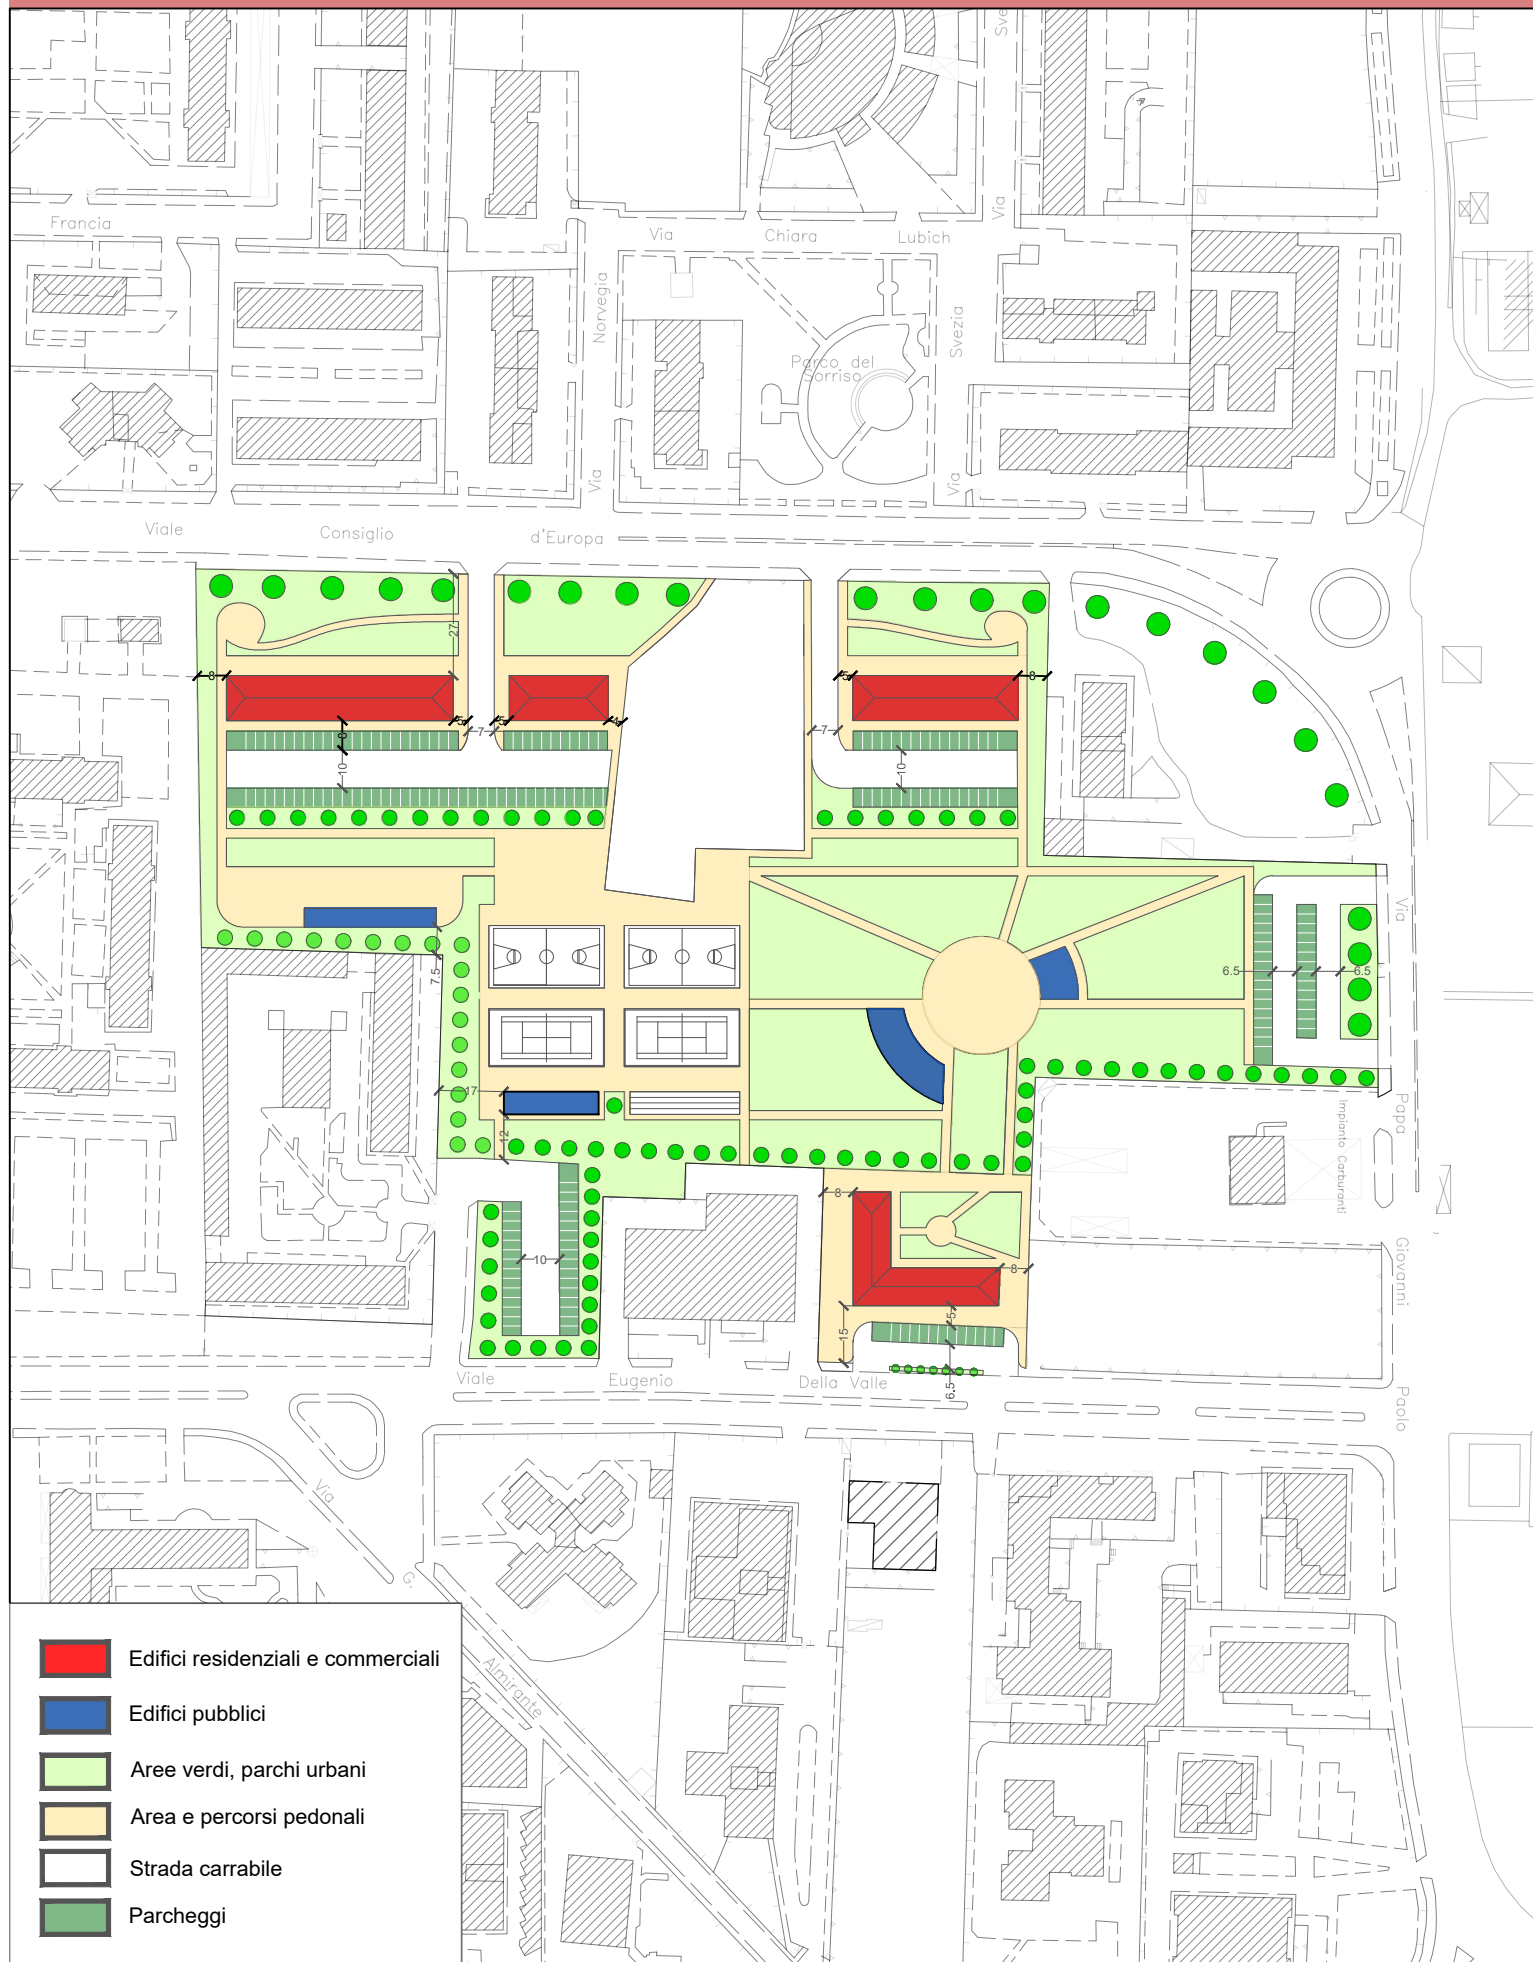 Sve
Francia
Via
Chiara
Lubich
Via
Norvegia
Svezia
Parco del
Sorriso
Via
Via
Viale
Consiglio
d'Europa
27
8
5
5
4
7
5
8
7
8
10
10
Via
7.5
6.5
6.5
17
12
Pappa
Impianto Carburanti
8
10
8
Giovanni
15
5
6.5
Viale
Eugenio
Della Valle
Paolo
Via
G.
Almirante
Edifici residenziali e commerciali
Edifici pubblici
Aree verdi, parchi urbani
Area e percorsi pedonali
Strada carrabile
Parcheggi